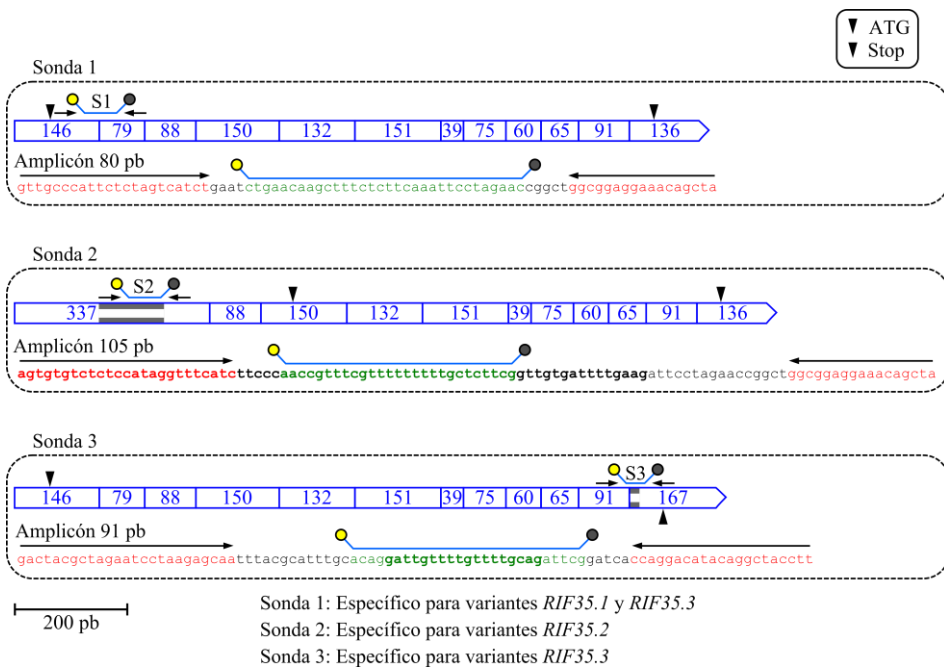 ATG
Stop
Sonda 1
S1
146 79 88 150 132 151 39 75 60 65 91 136
Amplicón 80 pb
gttgcccattctctagtcatctgaatctgaacaagctttctcttcaaattcctagaaccggctggcggaggaaacagcta
Sonda 2
S2
337 88 150 132 151 39 75 60 65 91 136
Amplicón 105 pb
agtgtgtctctccataggtttcatcttcccaaccgtttcgtttttttttgctcttcggttgtgattttgaagattcctagaaccggctggcggaggaaacagcta
Sonda 3
S3
146 79 88 150 132 151 39 75 60 65 91 167
Amplicón 91 pb
gactacgctagaatcctaagagcaatttacgcatttgcacaggattgttttgttttgcagattcggatcaccaggacatacaggctacctt
200 pb
Sonda 1: Específico para variantes RIF35.1 y RIF35.3
Sonda 2: Específico para variantes RIF35.2
Sonda 3: Específico para variantes RIF35.3